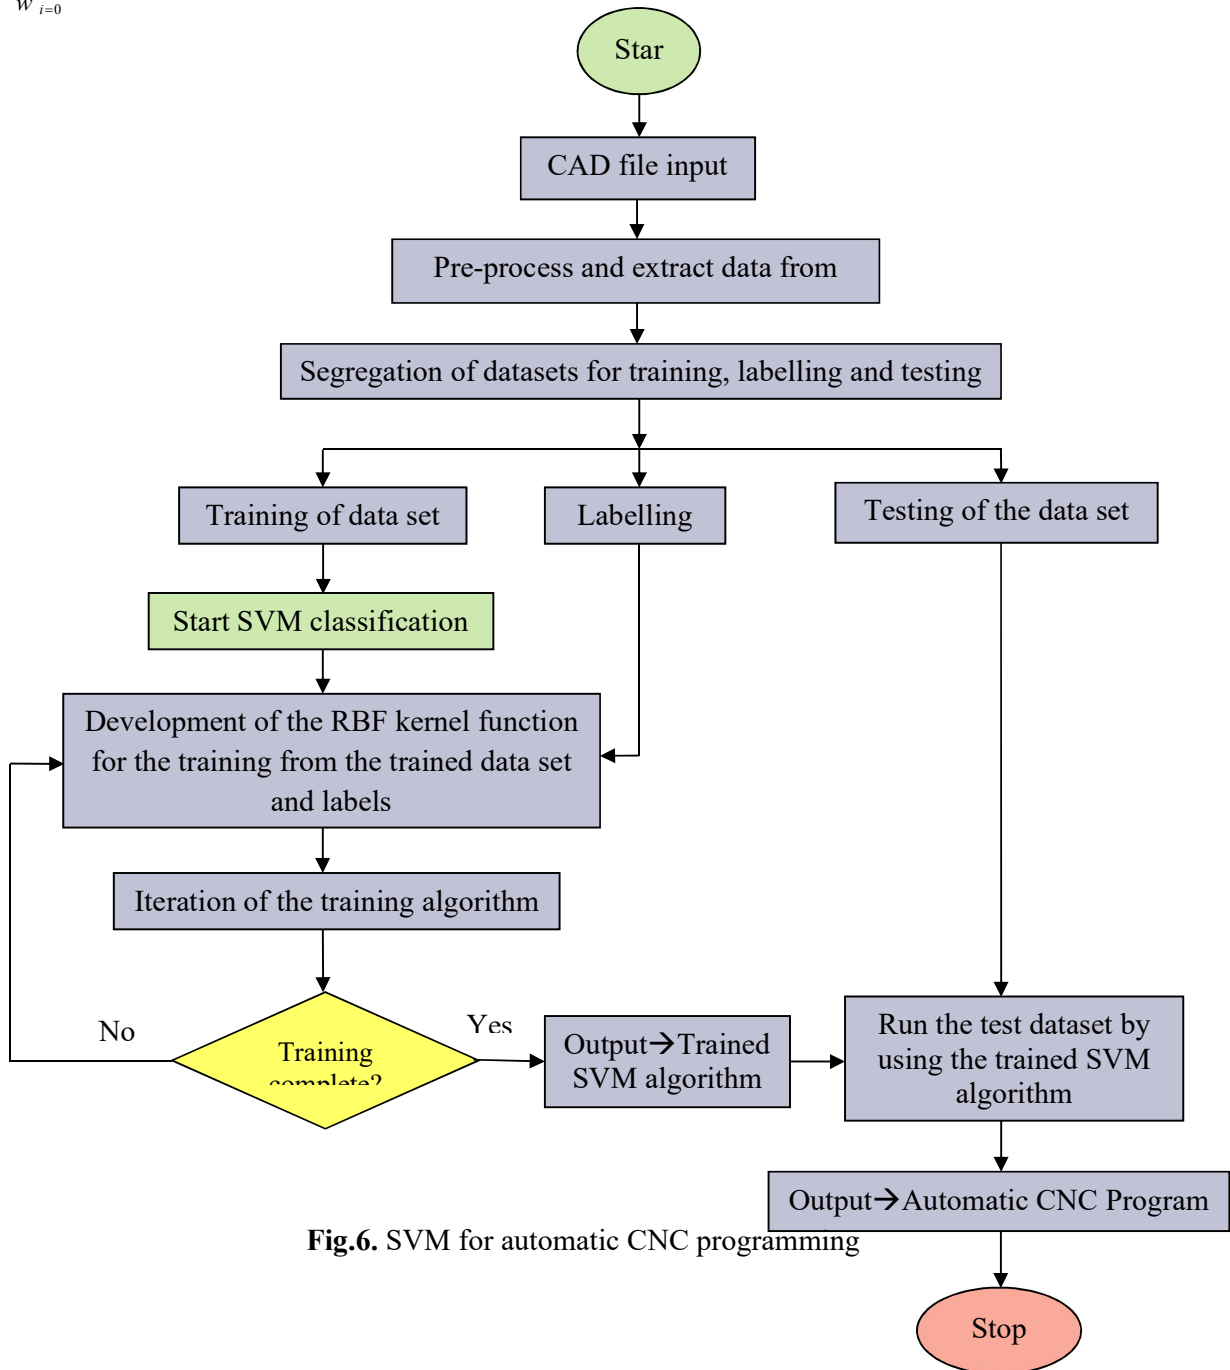 w i=0
Star
CAD file input
Pre-process and extract data from
Segregation of datasets for training, labelling and testing
Training of data set
Labelling
Testing of the data set
Start SVM classification
Development of the RBF kernel function
for the training from the trained data set
and labels
Iteration of the training algorithm
No
Training
complete?
Yes
Output→Trained
SVM algorithm
Run the test dataset by
using the trained SVM
algorithm
Output→Automatic CNC Program
Fig.6. SVM for automatic CNC programming
Stop